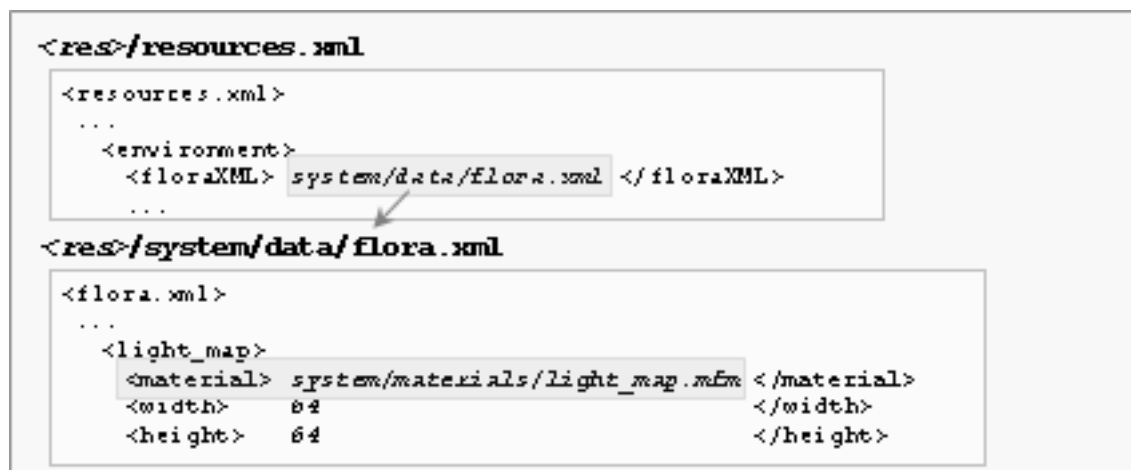 <res>/resources.xml
<resources.xml>
...
<environment>
<floraXML> system/data/flora.xml </floraXML>
...
<res>/system/data/flora.xml
<flora.xml>
...
<light_map>
<material> system/materials/light_map.mfm </material>
<width> 64 </width>
<height> 64 </height>